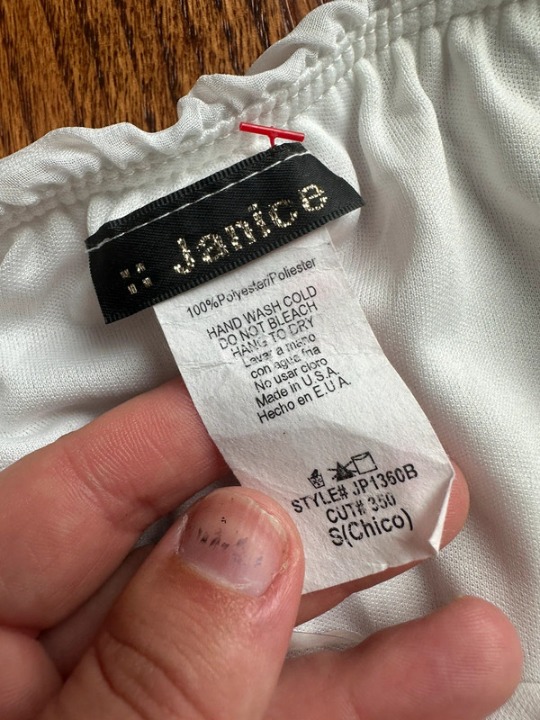 Janice
100%Polyester/Poliester
HAND WASH COLD
DO NOT BLEACH
HANG TO DRY
Lavar a mano
con agua fria
No usar cloro
Made in U.S.A.
Hecho en E.U.A.
STYLE# JP1360B
CUT# 350
S(Chico)